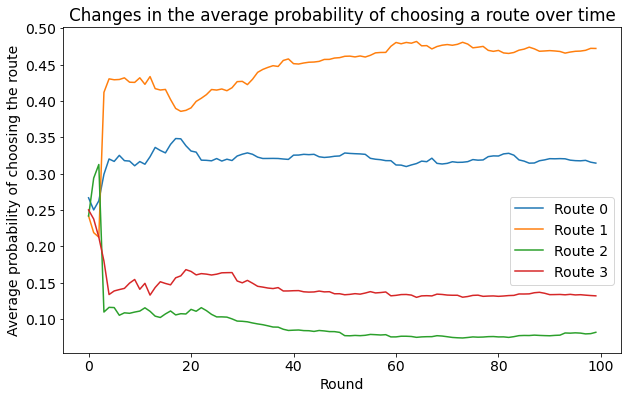 Changes in the average probability of choosing a route over time
Average probability of choosing the route
0.50
0.45
0.40
0.35
0.30
0.25
0.20
0.15
0.10
Route 0
Route 1
Route 2
Route 3
0
20
40
60
80
100
Round